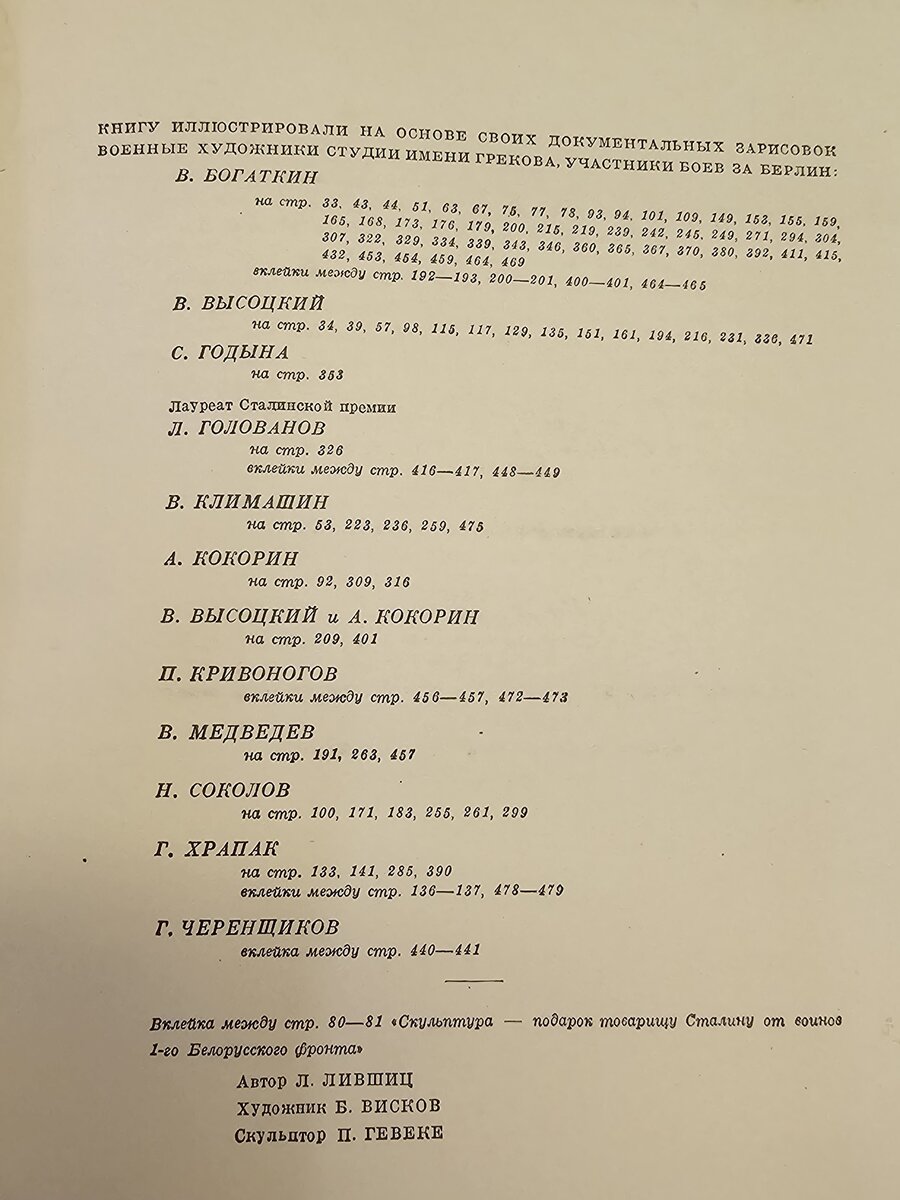 КНИГУ ИЛЛЮСТРИРОВАЛИ НА ОСНОВЕ СВОИХ ДОКУМЕНТАЛЬНЫХ ЗАРИСОВОК
ВОЕННЫЕ ХУДОЖНИКИ СТУДИИ ИМЕНИ ГРЕКОВА, УЧАСТНИКИ БОЕВ ЗА БЕРЛИН:
В. БОГАТКИН
на стр. 33, 43, 44, 51, 63, 67, 75, 77, 78, 93, 94, 101, 109, 149, 153, 155, 159,
165, 168, 173, 176, 179, 200, 215, 219, 239, 242, 245, 249, 271, 294, 304,
307, 322, 329, 334, 339, 343, 346, 360, 365, 367, 370, 380, 392, 411, 415,
432, 453, 454, 459, 464, 469
вклейки между стр. 192—193, 200—201, 400—401, 464—465
В. ВЫСОЦКИЙ
на стр. 34, 39, 57, 98, 115, 117, 129, 135, 151, 161, 194, 216, 231, 336, 471
С. ГОДЫНА
на стр. 353
Лауреат Сталинской премии
Л. ГОЛОВАНОВ
на стр. 326
вклейки между стр. 416—417, 448—449
В. КЛИМАШИН
на стр. 53, 223, 236, 259, 475
А. КОКОРИН
на стр. 92, 309, 316
В. ВЫСОЦКИЙ и А. КОКОРИН
на стр. 209, 401
П. КРИВОНОГОВ
вклейки между стр. 456—457, 472—473
В. МЕДВЕДЕВ
на стр. 191, 263, 457
Н. СОКОЛОВ
на стр. 100, 171, 183, 255, 261, 299
Г. ХРАПАК
на стр. 133, 141, 285, 390
вклейки между стр. 136—137, 478—479
Г. ЧЕРЕНЩИКОВ
вклейка между стр. 440—441
Вклейка между стр. 80—81 «Скульптура — подарок товарищу Сталину от воинов
1-го Белорусского фронта»
Автор Л. ЛИВШИЦ
Художник Б. ВИСКОВ
Скульптор П. ГЕВЕКЕ